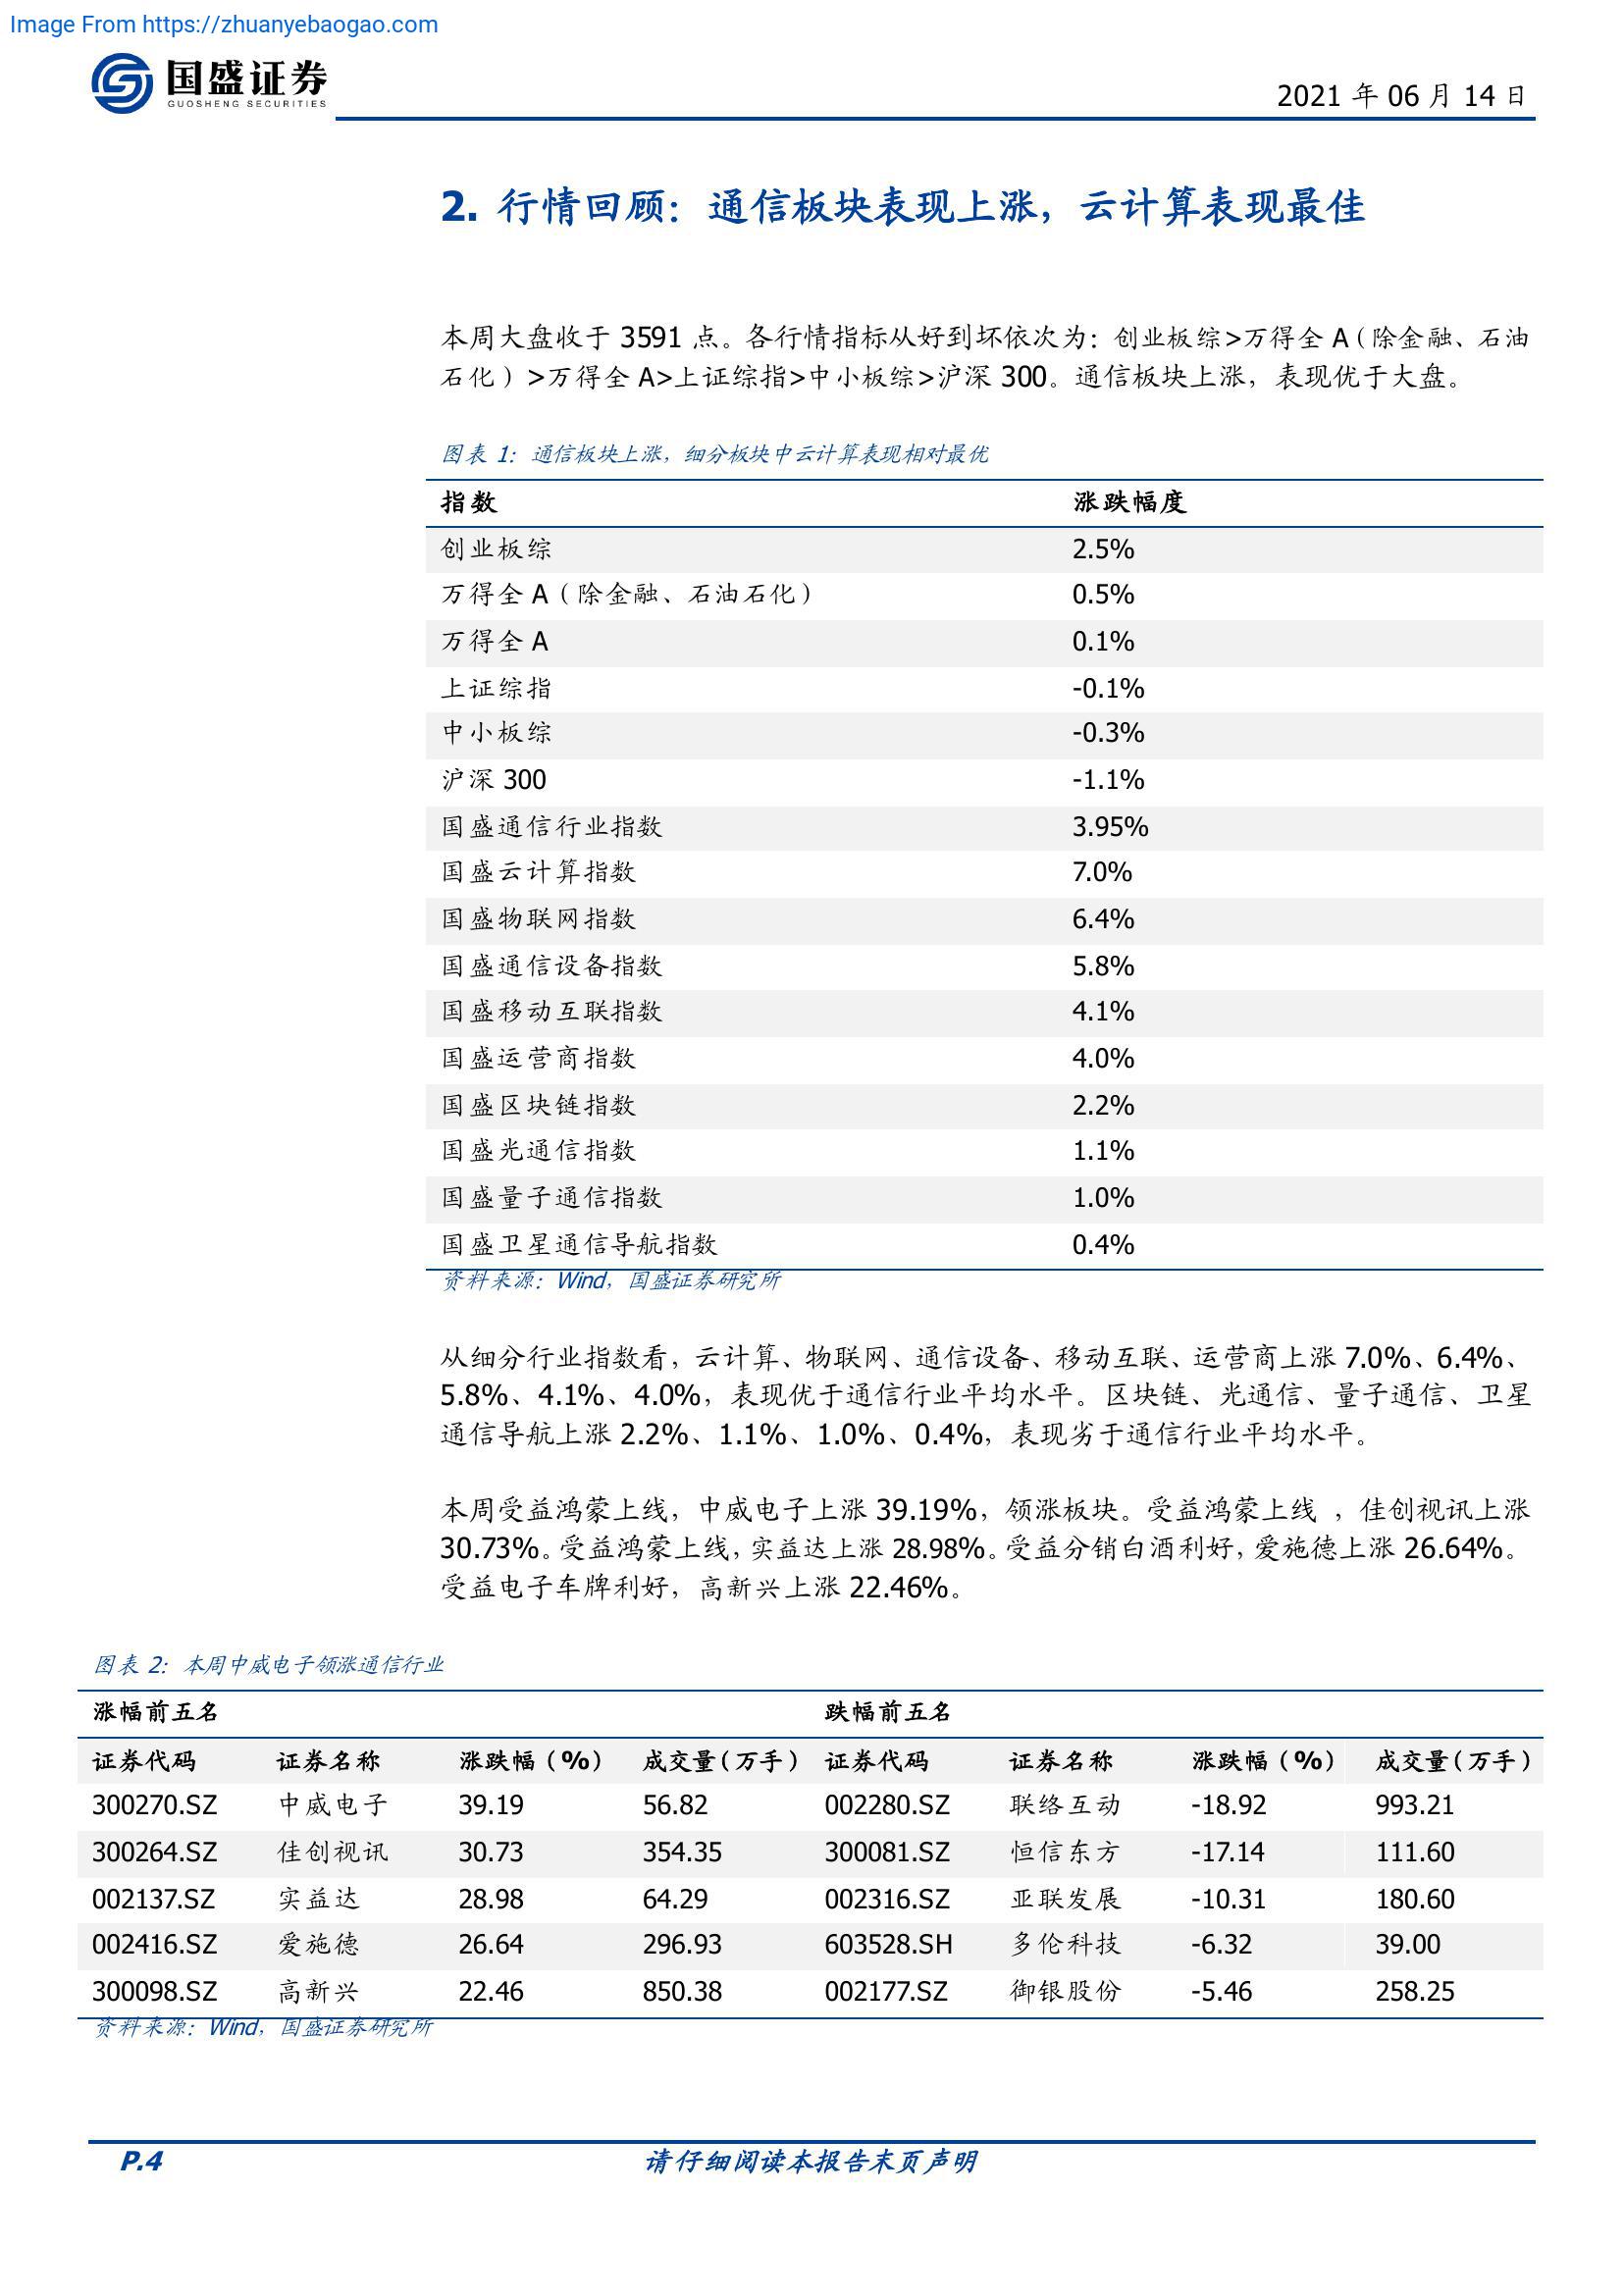 Image From https://zhuanyebaogao.com
国盛证券
GUOSHENG SECURITIES
2021 年 06 月 14 日
2. 行情回顾：通信板块表现上涨，云计算表现最佳
本周大盘收于 3591 点。各行情指标从好到坏依次为：创业板综>万得全 A（除金融、石油
石化）>万得全 A>上证综指>中小板综>沪深 300。通信板块上涨，表现优于大盘。
图表 1：通信板块上涨，细分板块中云计算表现相对最优
指数 涨跌幅度
创业板综 2.5%
万得全 A（除金融、石油石化） 0.5%
万得全 A 0.1%
上证综指 -0.1%
中小板综 -0.3%
沪深 300 -1.1%
国盛通信行业指数 3.95%
国盛云计算指数 7.0%
国盛物联网指数 6.4%
国盛通信设备指数 5.8%
国盛移动互联指数 4.1%
国盛运营商指数 4.0%
国盛区块链指数 2.2%
国盛光通信指数 1.1%
国盛量子通信指数 1.0%
国盛卫星通信导航指数 0.4%
资料来源：Wind，国盛证券研究所
从细分行业指数看，云计算、物联网、通信设备、移动互联、运营商上涨 7.0%、6.4%、
5.8%、4.1%、4.0%，表现优于通信行业平均水平。区块链、光通信、量子通信、卫星
通信导航上涨 2.2%、1.1%、1.0%、0.4%，表现劣于通信行业平均水平。
本周受益鸿蒙上线，中威电子上涨 39.19%，领涨板块。受益鸿蒙上线 ，佳创视讯上涨
30.73%。受益鸿蒙上线，实益达上涨 28.98%。受益分销白酒利好，爱施德上涨 26.64%。
受益电子车牌利好，高新兴上涨 22.46%。
图表 2：本周中威电子领涨通信行业
涨幅前五名 跌幅前五名
证券代码 证券名称 涨跌幅（%） 成交量（万手） 证券代码 证券名称 涨跌幅（%） 成交量（万手）
300270.SZ 中威电子 39.19 56.82 002280.SZ 联络互动 -18.92 993.21
300264.SZ 佳创视讯 30.73 354.35 300081.SZ 恒信东方 -17.14 111.60
002137.SZ 实益达 28.98 64.29 002316.SZ 亚联发展 -10.31 180.60
002416.SZ 爱施德 26.64 296.93 603528.SH 多伦科技 -6.32 39.00
300098.SZ 高新兴 22.46 850.38 002177.SZ 御银股份 -5.46 258.25
资料来源：Wind，国盛证券研究所
P.4 请仔细阅读本报告末页声明